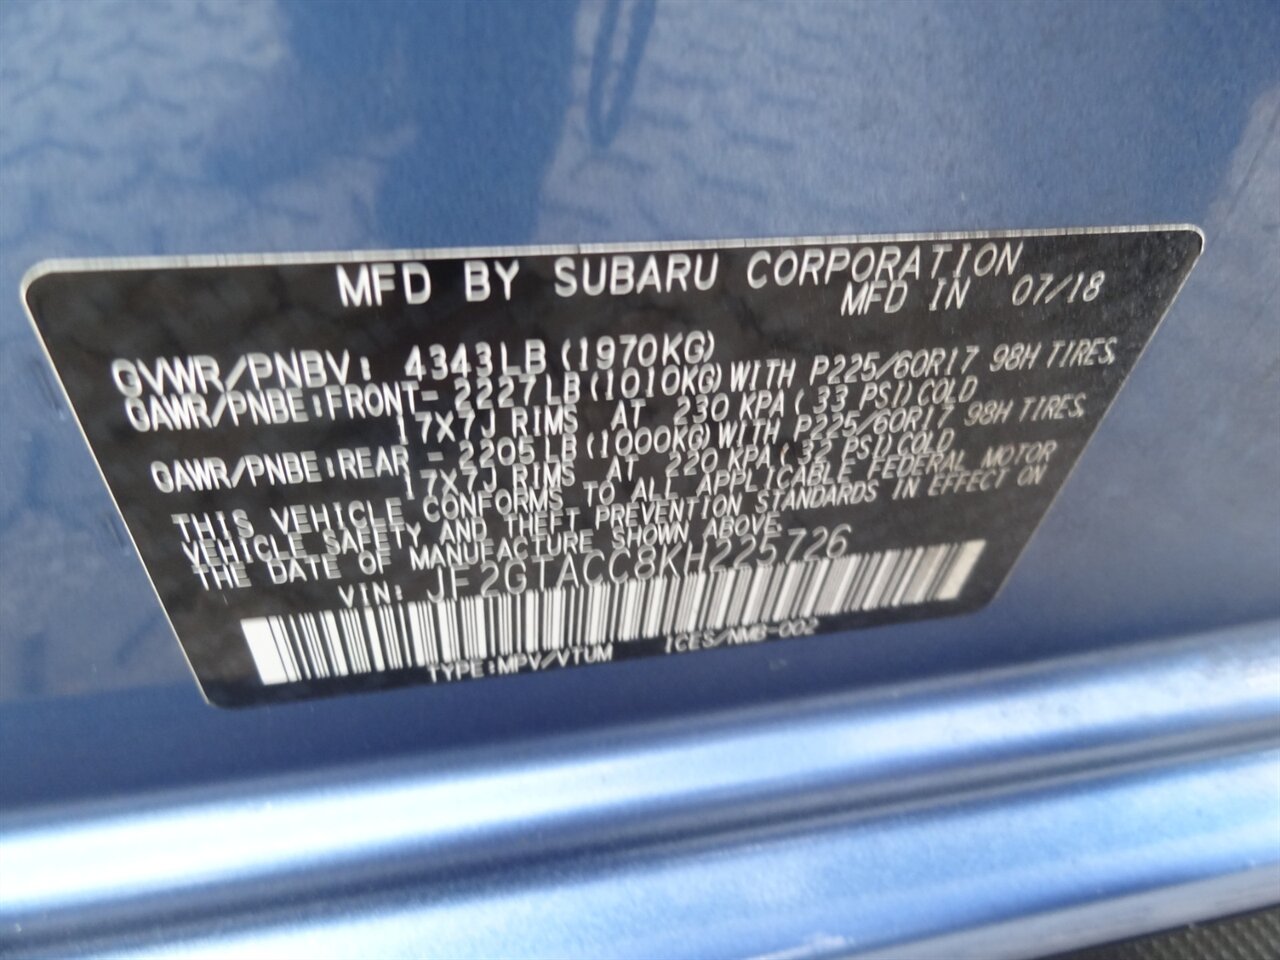 MFD BY SUBARU CORPORATION
MFD IN 07/18
GVWR/PNBV: 4343LB (1970KG)
GAWR/PNBE:FRONT- 2227LB(1010KG)WITH P225/60R17 98H TIRES,
17X7J RIMS AT 230 KPA( 33 PSI)COLD
GAWR/PNBE:REAR - 2205LB(1000KG)WITH P225/60R17 98H TIRES,
17X7J RIMS AT 220 KPA( 32 PSI)COLD
THIS VEHICLE CONFORMS TO ALL APPLICABLE FEDERAL MOTOR
VEHICLE SAFETY AND THEFT PREVENTION STANDARDS IN EFFECT ON
THE DATE OF MANUFACTURE SHOWN ABOVE.
VIN: JF2GTACC8KH225726
TYPE:MPV/VTUM ICES/NMB-002